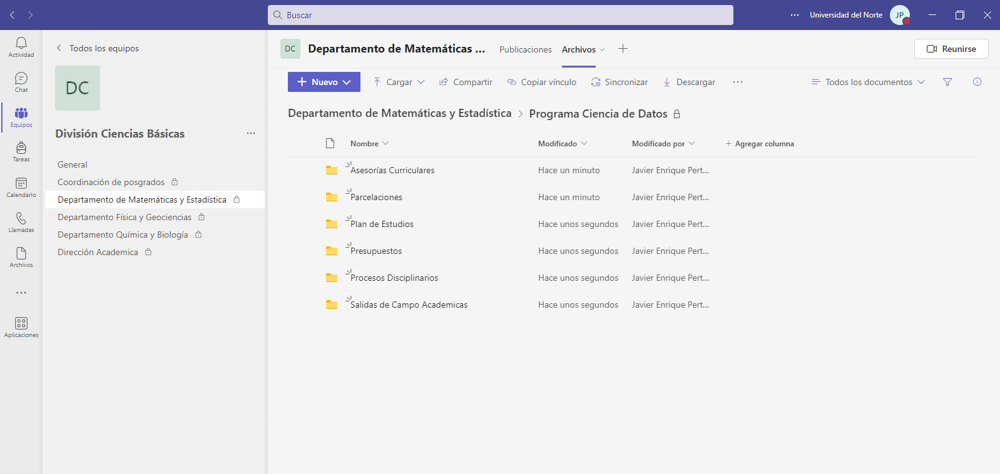 Buscar
Universidad del Norte
JP
Actividad
Chat
Equipos
Tareas
Calendario
Llamadas
Archivos
Aplicaciones
Todos los equipos
DC
División Ciencias Básicas
General
Coordinación de posgrados
Departamento de Matemáticas y Estadística
Departamento Física y Geociencias
Departamento Química y Biología
Dirección Academica
DC Departamento de Matemáticas ... Publicaciones Archivos
Reunirse
Nuevo Cargar Compartir Copiar vínculo Sincronizar Descargar ... Todos los documentos
Departamento de Matemáticas y Estadística > Programa Ciencia de Datos
Nombre Modificado Modificado por + Agregar columna
Asesorías Curriculares Hace un minuto Javier Enrique Pert...
Parcelaciones Hace un minuto Javier Enrique Pert...
Plan de Estudios Hace unos segundos Javier Enrique Pert...
Presupuestos Hace unos segundos Javier Enrique Pert...
Procesos Disciplinarios Hace unos segundos Javier Enrique Pert...
Salidas de Campo Academicas Hace unos segundos Javier Enrique Pert...